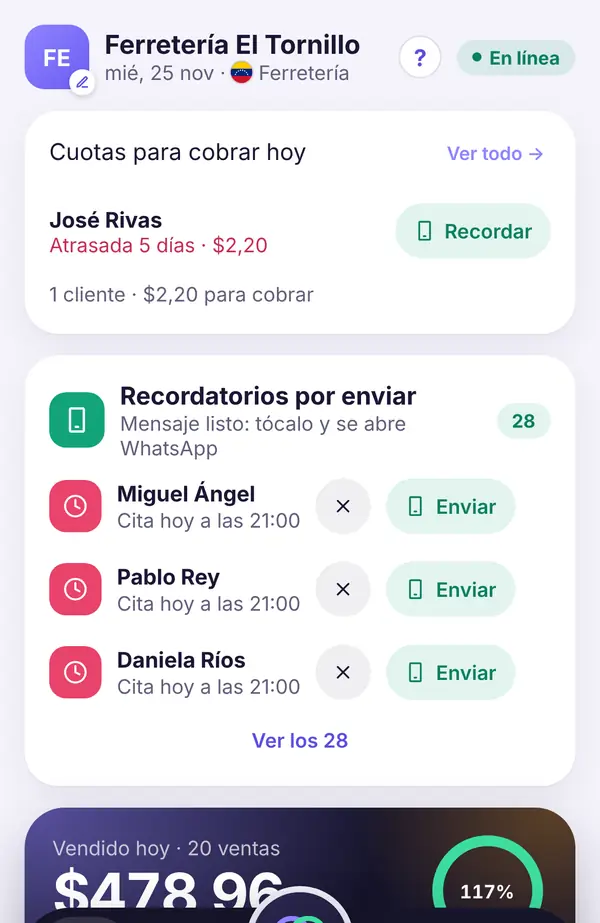 FE
Ferretería El Tornillo
mié, 25 nov · Ferretería
?
En línea
Cuotas para cobrar hoy
Ver todo →
José Rivas
Atrasada 5 días · $2,20
Recordar
1 cliente · $2,20 para cobrar
Recordatorios por enviar
Mensaje listo: tócalo y se abre
WhatsApp
28
Miguel Ángel
Cita hoy a las 21:00
Enviar
Pablo Rey
Cita hoy a las 21:00
Enviar
Daniela Ríos
Cita hoy a las 21:00
Enviar
Ver los 28
Vendido hoy · 20 ventas
$478,96
117%